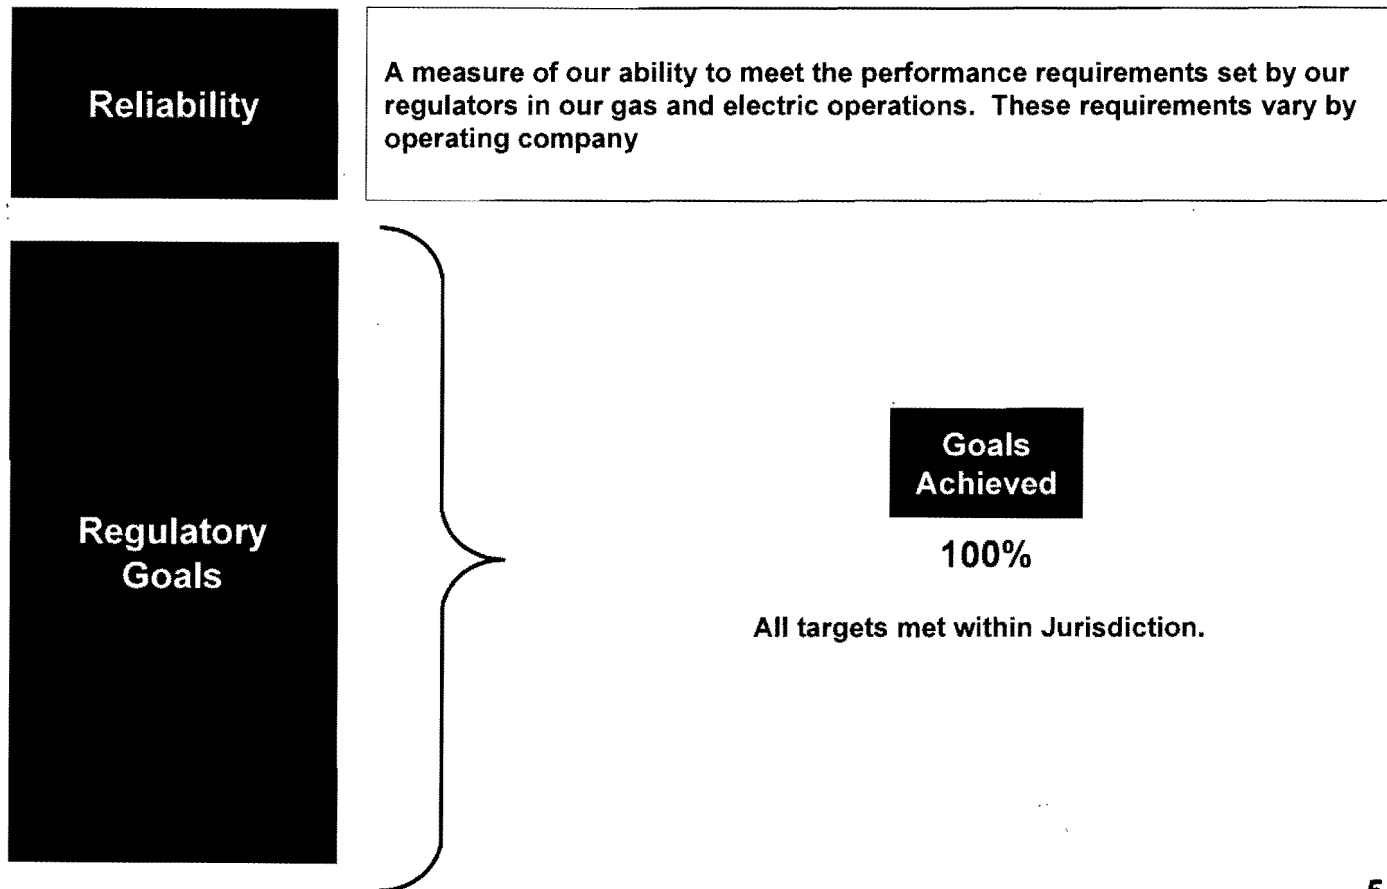 Reliability
A measure of our ability to meet the performance requirements set by our
regulators in our gas and electric operations.  These requirements vary by
operating company
Regulatory
Goals
Goals
Achieved
100%
All targets met within Jurisdiction.
5